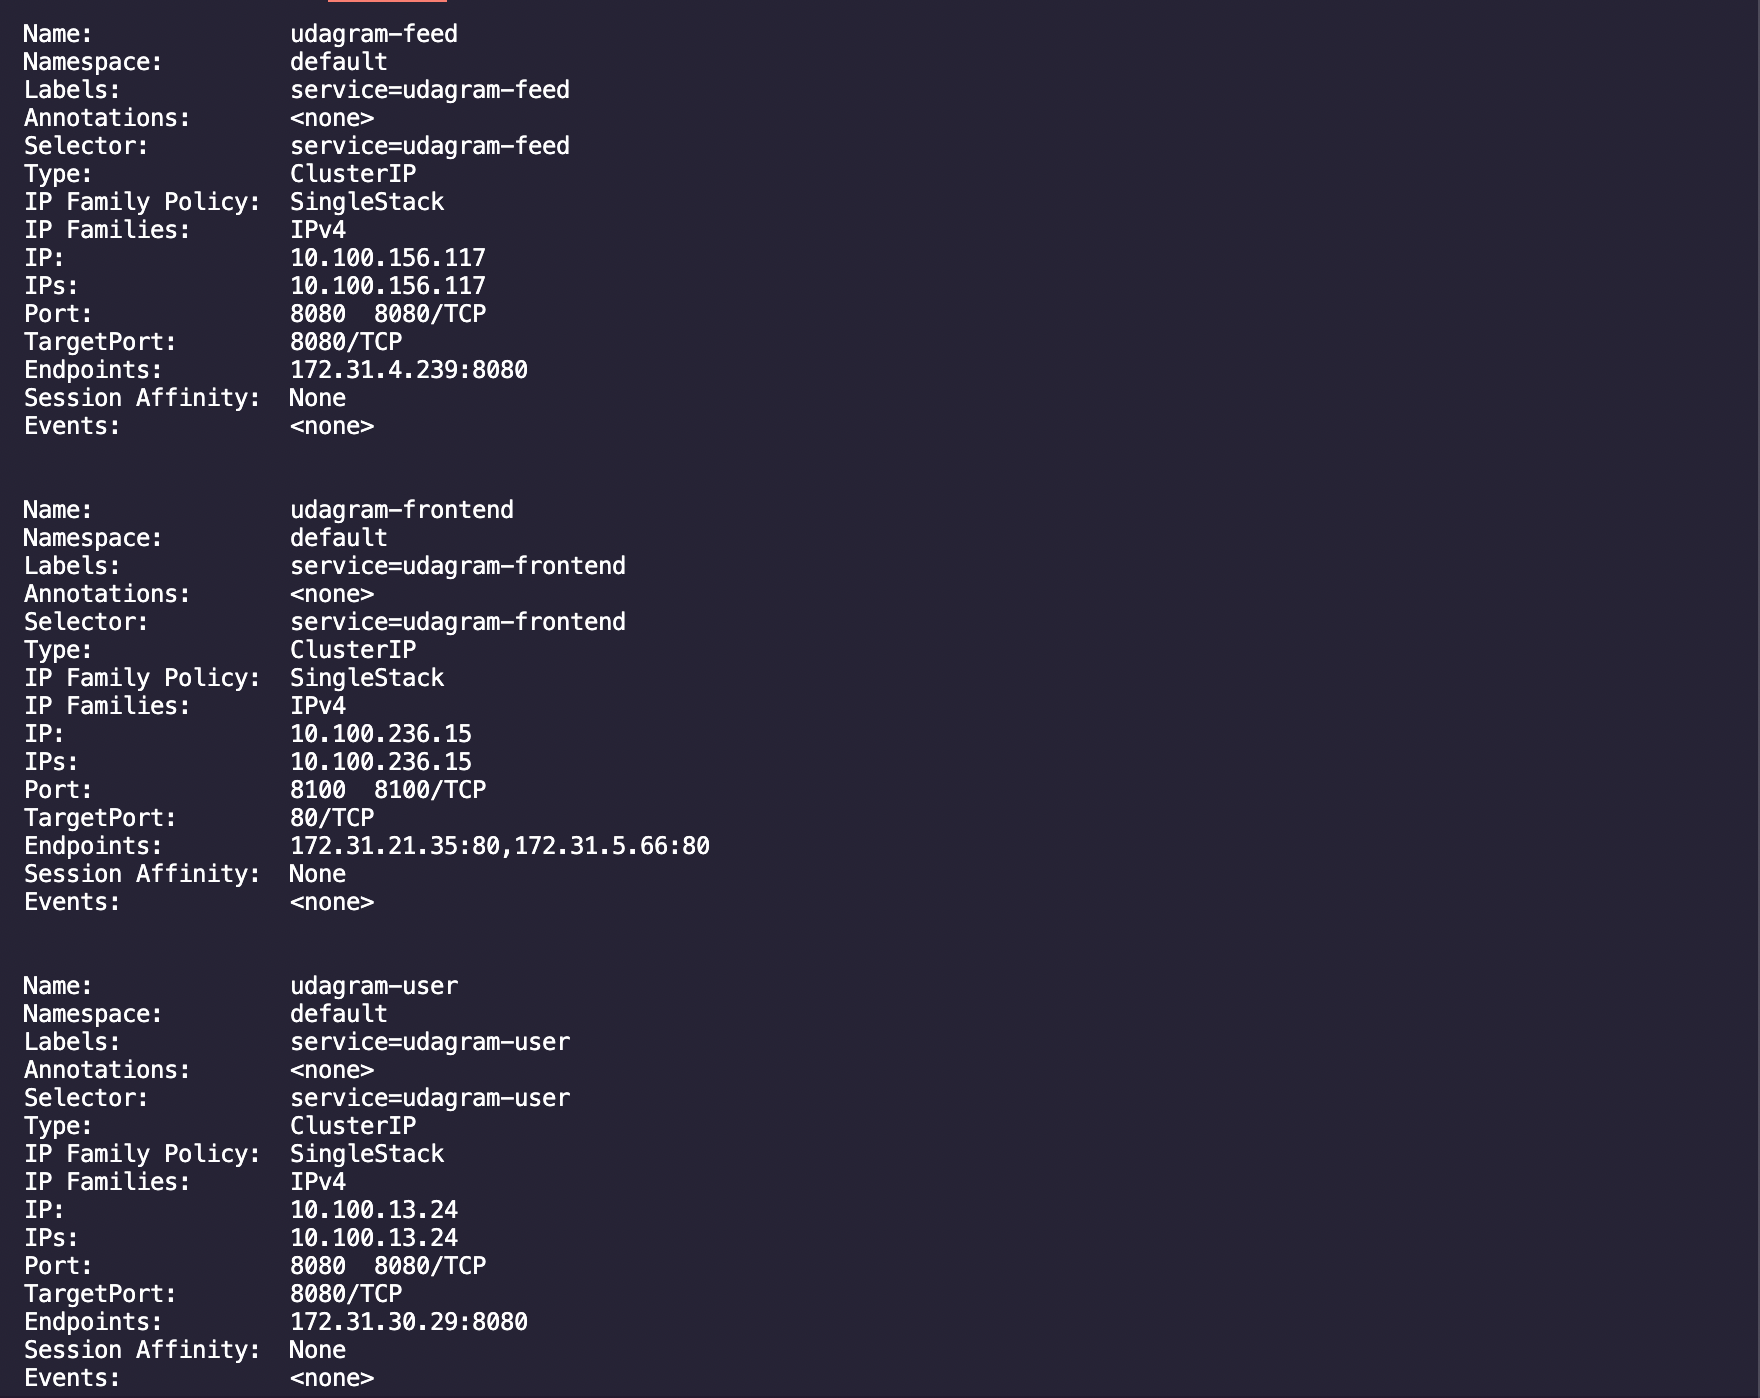 Name:              udagram-feed
Namespace:         default
Labels:            service=udagram-feed
Annotations:       <none>
Selector:          service=udagram-feed
Type:              ClusterIP
IP Family Policy:  SingleStack
IP Families:       IPv4
IP:                10.100.156.117
IPs:               10.100.156.117
Port:              8080  8080/TCP
TargetPort:        8080/TCP
Endpoints:         172.31.4.239:8080
Session Affinity:  None
Events:            <none>

Name:              udagram-frontend
Namespace:         default
Labels:            service=udagram-frontend
Annotations:       <none>
Selector:          service=udagram-frontend
Type:              ClusterIP
IP Family Policy:  SingleStack
IP Families:       IPv4
IP:                10.100.236.15
IPs:               10.100.236.15
Port:              8100  8100/TCP
TargetPort:        80/TCP
Endpoints:         172.31.21.35:80,172.31.5.66:80
Session Affinity:  None
Events:            <none>

Name:              udagram-user
Namespace:         default
Labels:            service=udagram-user
Annotations:       <none>
Selector:          service=udagram-user
Type:              ClusterIP
IP Family Policy:  SingleStack
IP Families:       IPv4
IP:                10.100.13.24
IPs:               10.100.13.24
Port:              8080  8080/TCP
TargetPort:        8080/TCP
Endpoints:         172.31.30.29:8080
Session Affinity:  None
Events:            <none>